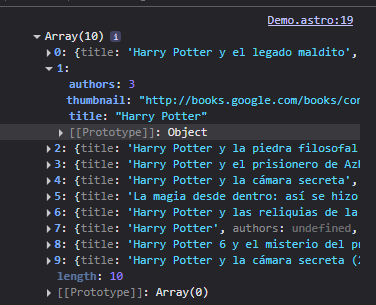 Demo.astro:19
▼ Array(10) i
▶ 0: {title: 'Harry Potter y el legado maldito',
▼ 1:
authors: 3
thumbnail: "http://books.google.com/books/con
title: "Harry Potter"
▶ [[Prototype]]: Object
▶ 2: {title: 'Harry Potter y la piedra filosofal
▶ 3: {title: 'Harry Potter y el prisionero de Azk
▶ 4: {title: 'Harry Potter y la cámara secreta',
▶ 5: {title: 'La magia desde dentro: así se hizo
▶ 6: {title: 'Harry Potter y las reliquias de la
▶ 7: {title: 'Harry Potter', authors: undefined,
▶ 8: {title: 'Harry Potter 6 y el misterio del pr
▶ 9: {title: 'Harry Potter y la cámara secreta (2
length: 10
▶ [[Prototype]]: Array(0)